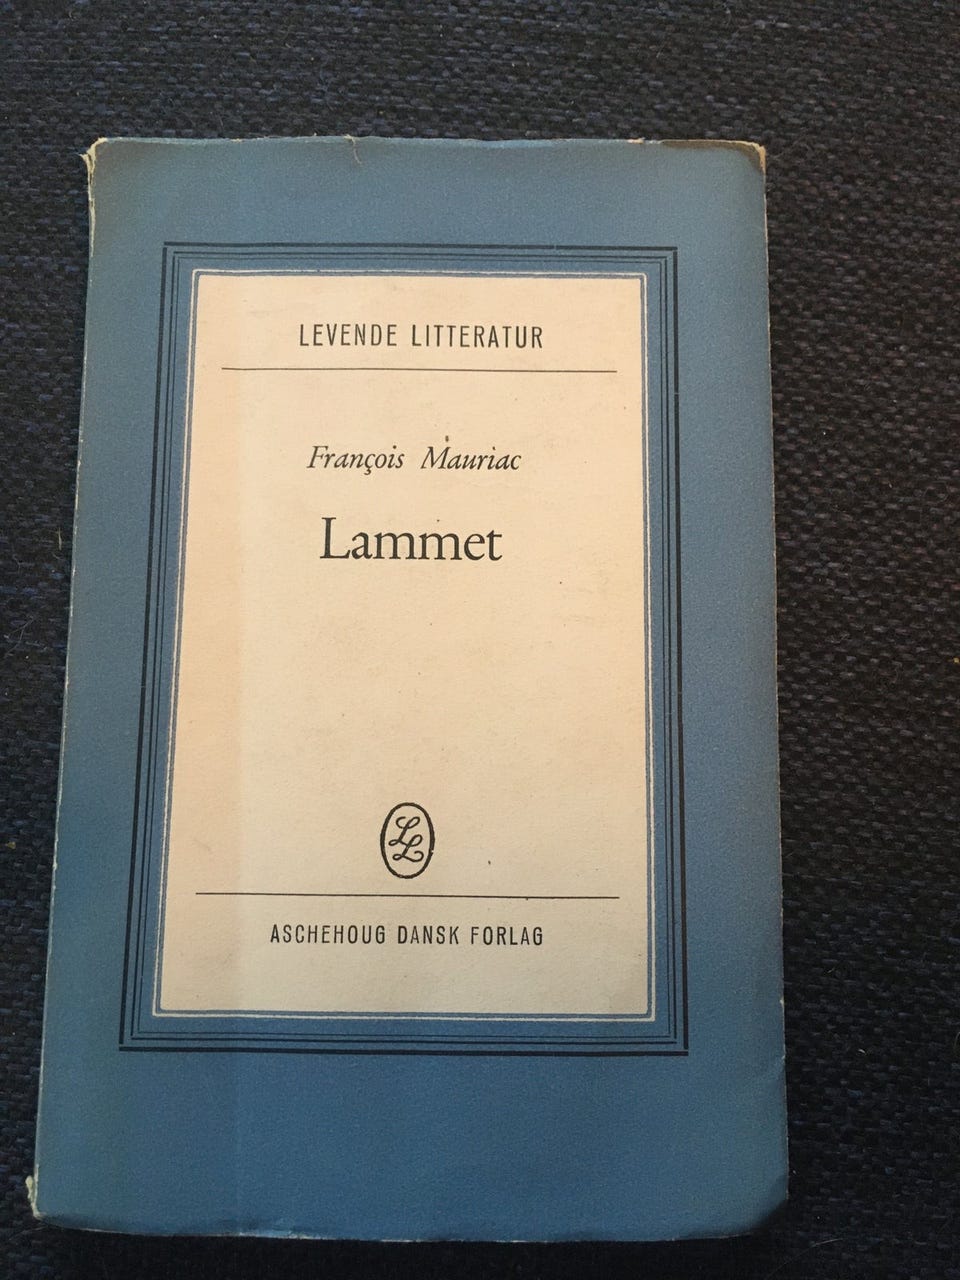 LEVENDE LITTERATUR
François Mauriac
Lammet
LL
ASCHEHOUG DANSK FORLAG